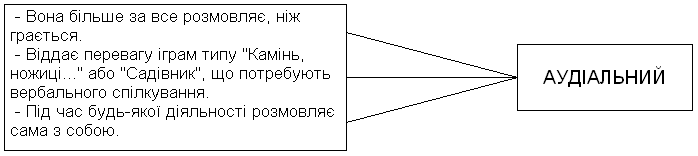 - Вона більше за все розмовляє, ніж
грається.
- Віддає перевагу іграм типу "Камінь,
ножиці..." або "Садівник", що потребують
вербального спілкування.
- Під час будь-якої діяльності розмовляє
сама з собою.
АУДІАЛЬНИЙ